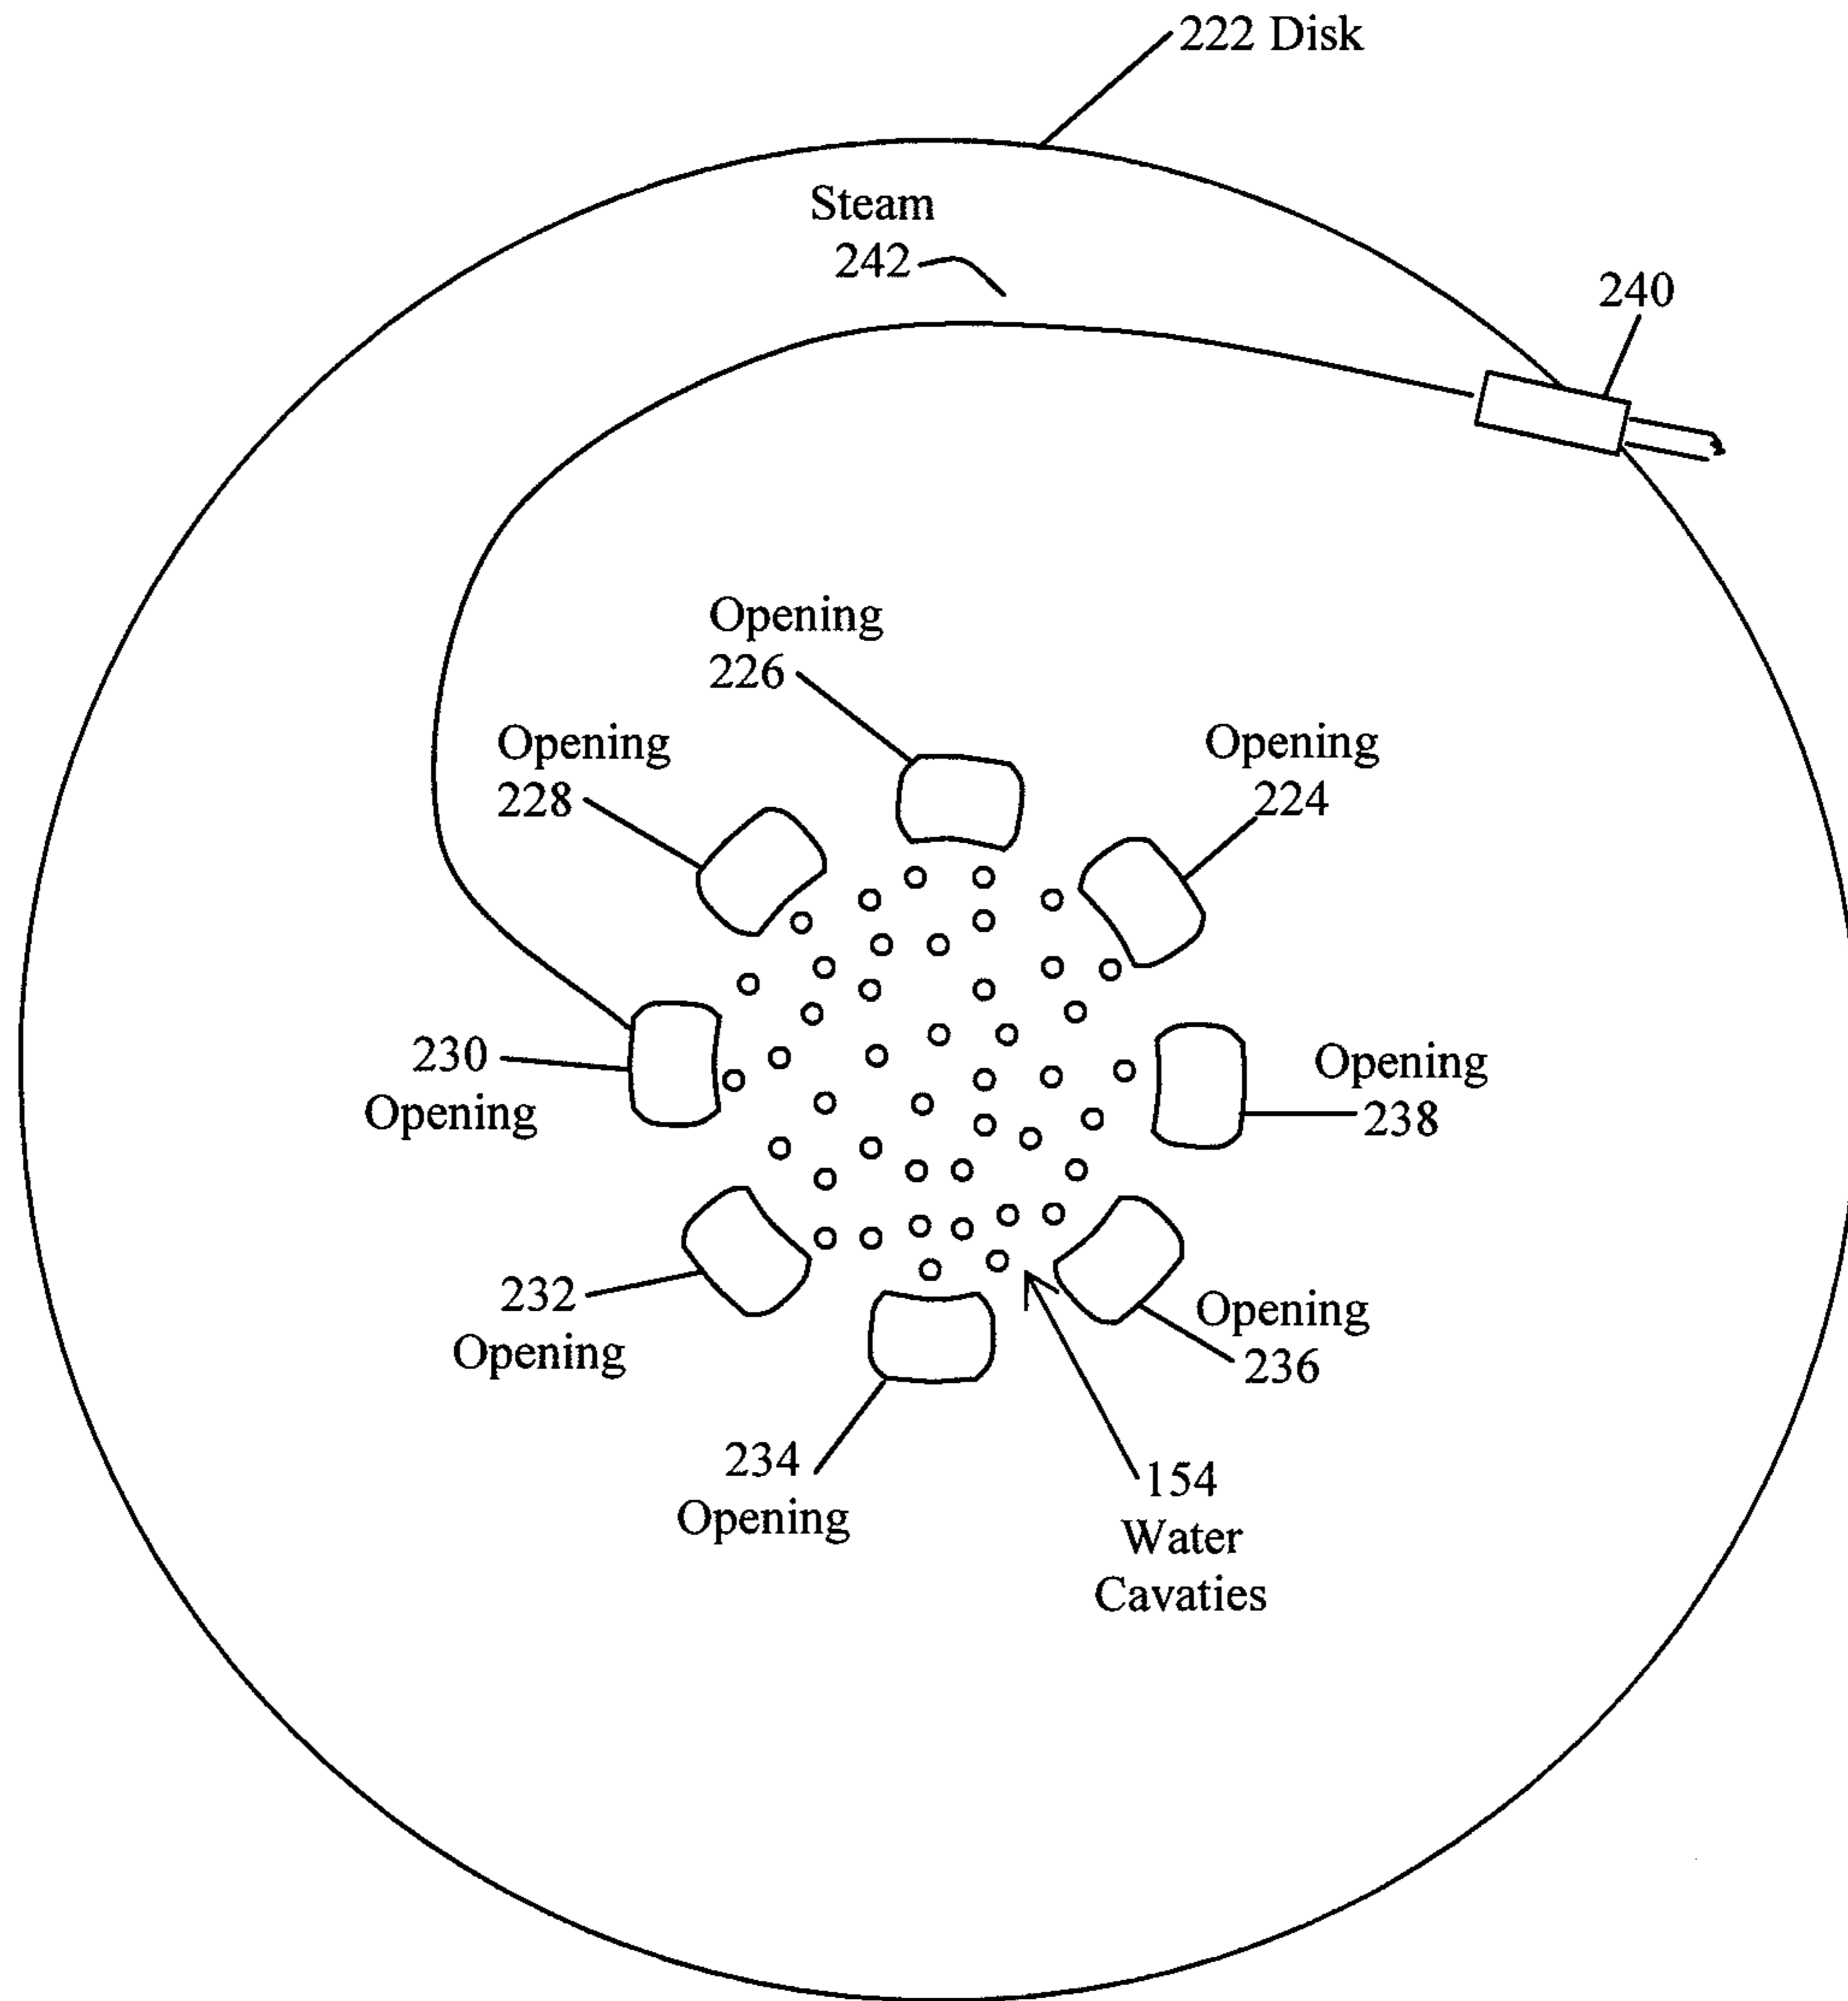 222 Disk
Steam
242
240
Opening
226
Opening
228
Opening
224
230
Opening
Opening
238
232
Opening
Opening
236
234
Opening
154
Water
Cavaties